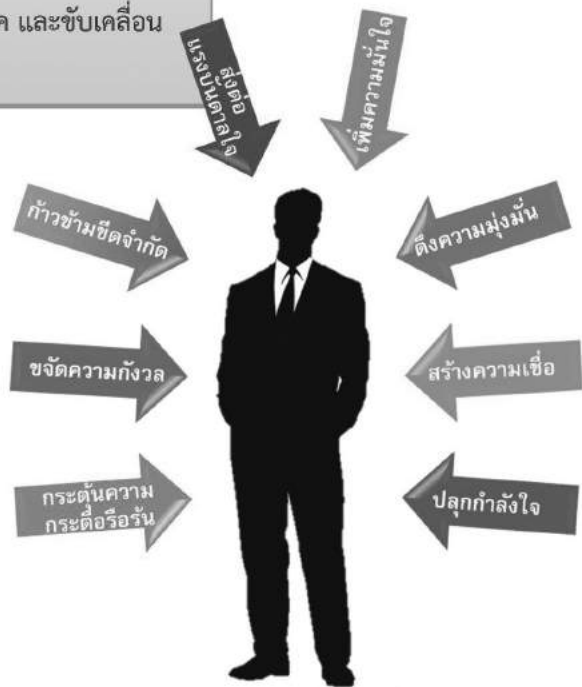 ค และขับเคลื่อน
ส่งต่อ
แรงบันดาลใจ
เพิ่มความมั่นใจ
ก้าวข้ามขีดจำกัด
ดึงความมุ่งมั่น
ขจัดความกังวล
สร้างความเชื่อ
กระตุ้นความ
กระตือรือร้น
ปลุกกำลังใจ